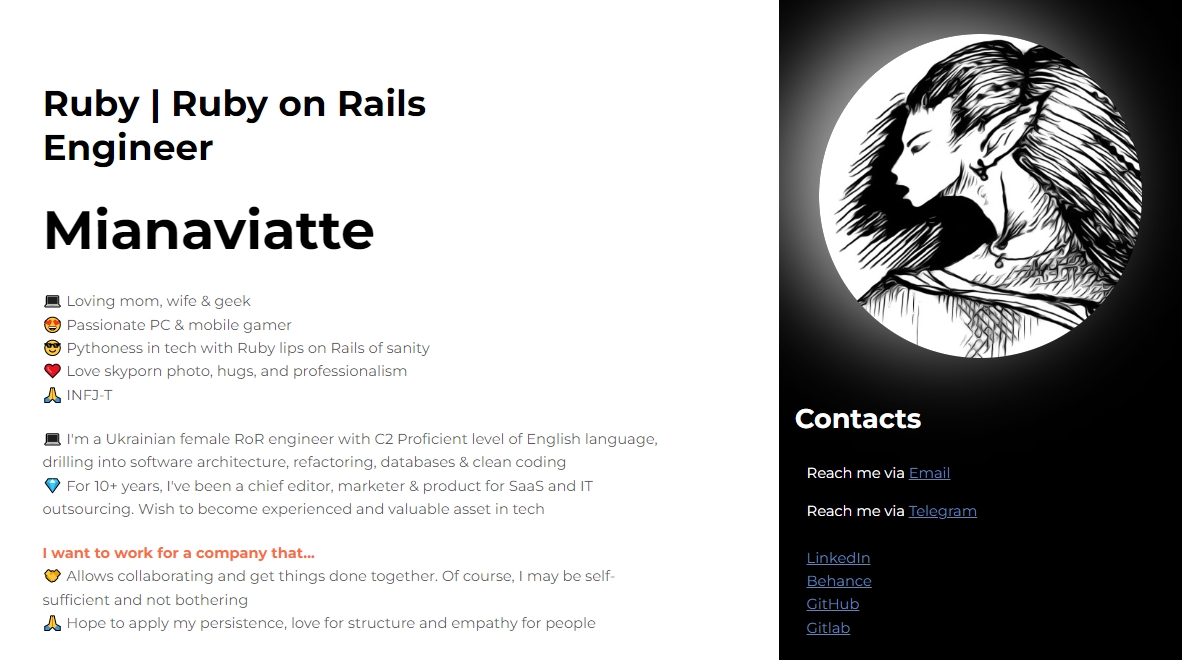 Ruby | Ruby on Rails
Engineer
Mianaviatte
💻 Loving mom, wife & geek
😍 Passionate PC & mobile gamer
😎 Pythoness in tech with Ruby lips on Rails of sanity
❤️ Love skyporn photo, hugs, and professionalism
🙏 INFJ-T
💻 I'm a Ukrainian female RoR engineer with C2 Proficient level of English language,
drilling into software architecture, refactoring, databases & clean coding
💎 For 10+ years, I've been a chief editor, marketer & product for SaaS and IT
outsourcing. Wish to become experienced and valuable asset in tech
I want to work for a company that...
🤝 Allows collaborating and get things done together. Of course, I may be self-
sufficient and not bothering
🙏 Hope to apply my persistence, love for structure and empathy for people
Contacts
Reach me via Email
Reach me via Telegram
LinkedIn
Behance
GitHub
Gitlab